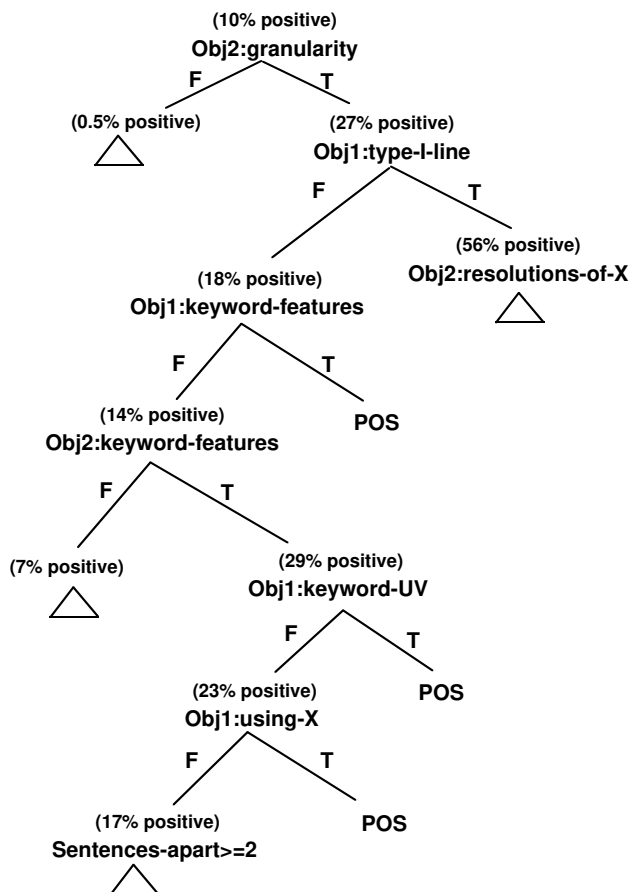 (10% positive)
Obj2:granularity
F T
(0.5% positive) (27% positive)
Obj1:type-I-line
F T
(56% positive)
Obj2:resolutions-of-X
(18% positive)
Obj1:keyword-features
F T
(14% positive) POS
Obj2:keyword-features
F T
(7% positive) (29% positive)
Obj1:keyword-UV
F T
(23% positive) POS
Obj1:using-X
F T
(17% positive) POS
Sentences-apart>=2